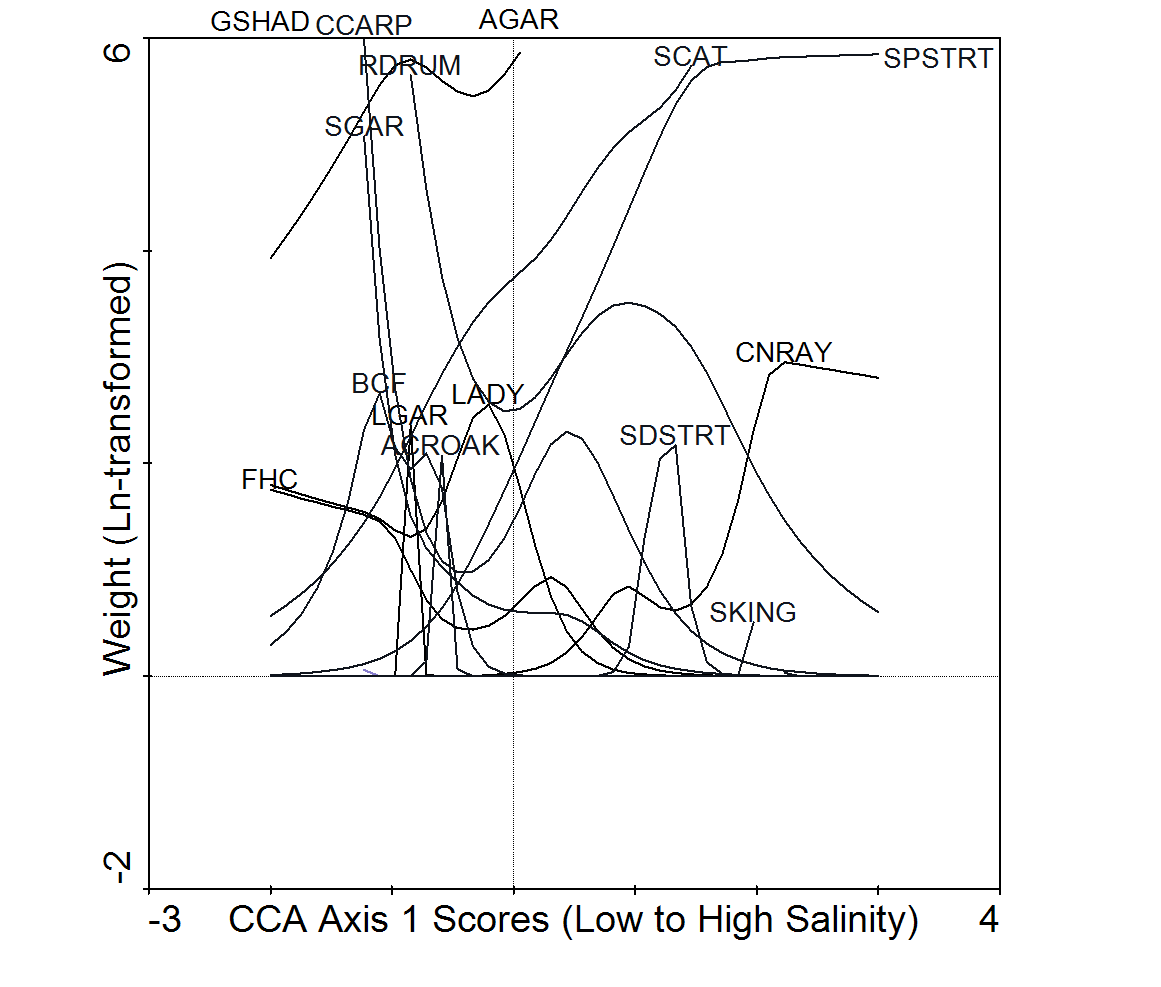 GSHAD CCARP AGAR
6
RDRUM
SCAT
SPSTRT
SGAR
CNRAY
BCF
LADY
LGAR
ACROAK
SDSTRT
FHC
SKING
Weight (Ln-transformed)
-2
-3 CCA Axis 1 Scores (Low to High Salinity) 4